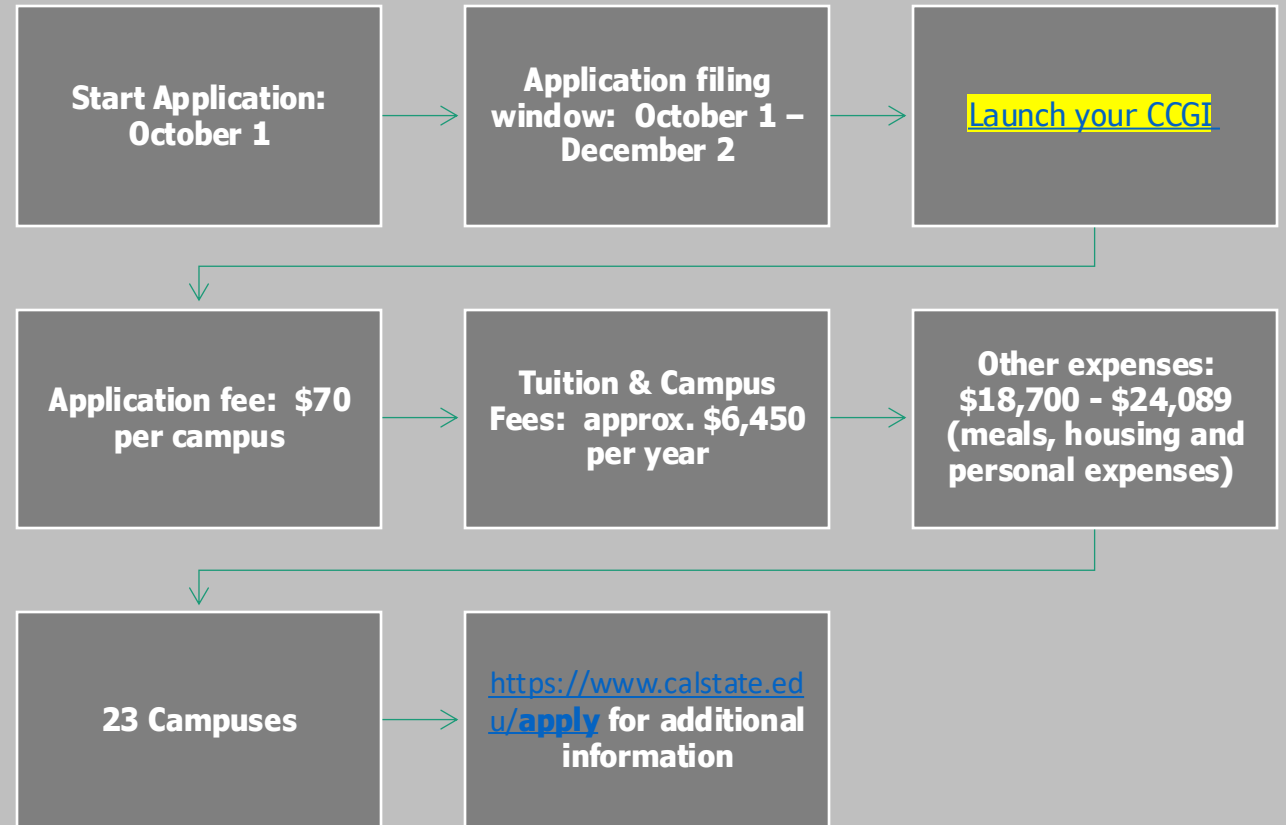 Start Application:
October 1
Application filing
window:  October 1 –
December 2
Launch your CCGI
Application fee:  $70
per campus
Tuition & Campus
Fees:  approx. $6,450
per year
Other expenses:
$18,700 - $24,089
(meals, housing and
personal expenses)
23 Campuses
https://www.calstate.ed
u/apply for additional
information